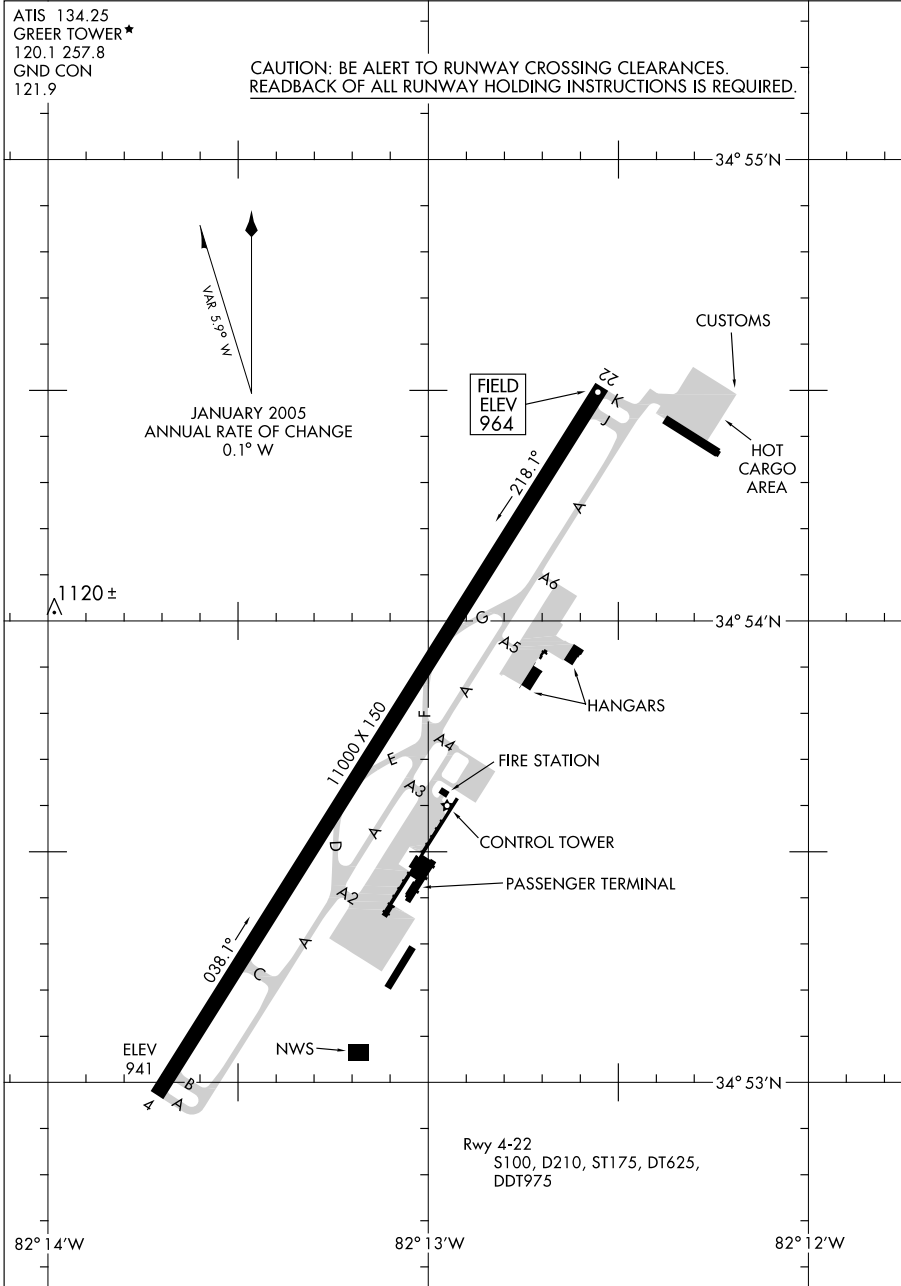 ATIS 134.25
GREER TOWER★
120.1 257.8
GND CON
121.9
CAUTION: BE ALERT TO RUNWAY CROSSING CLEARANCES.
READBACK OF ALL RUNWAY HOLDING INSTRUCTIONS IS REQUIRED.
34° 55'N
VAR 5.9° W
JANUARY 2005
ANNUAL RATE OF CHANGE
0.1° W
CUSTOMS
22
FIELD
ELEV
964
K
J
HOT
CARGO
AREA
218.1°
A
A6
1120 ±
G
34° 54'N
A5
A
HANGARS
F
11000 X 150
A4
E
FIRE STATION
A3
A
CONTROL TOWER
D
PASSENGER TERMINAL
A2
A
038.1°
C
ELEV
941
NWS
B
34° 53'N
4
A
Rwy 4-22
S100, D210, ST175, DT625,
DDT975
82° 14'W
82° 13'W
82° 12'W